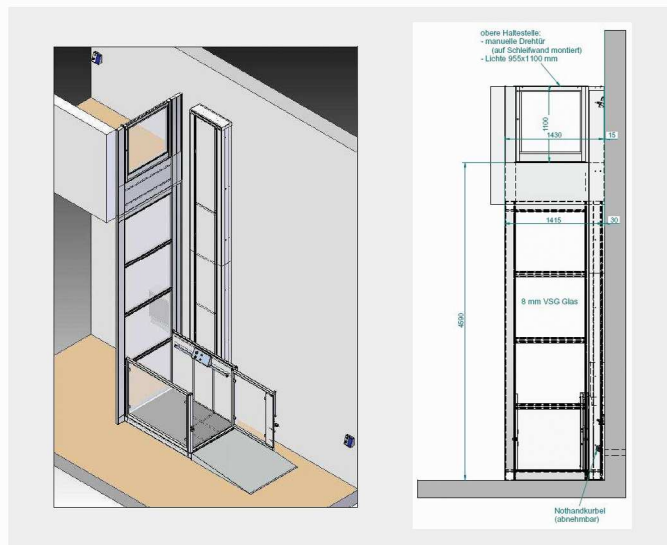 obere Haltestelle:
- manuelle Drehtür
(auf Schleifwand montiert)
- Lichte 955x1100 mm
1100
1430
15
1415
30
8 mm VSG Glas
4590
Nothandkurbel
(abnehmbar)